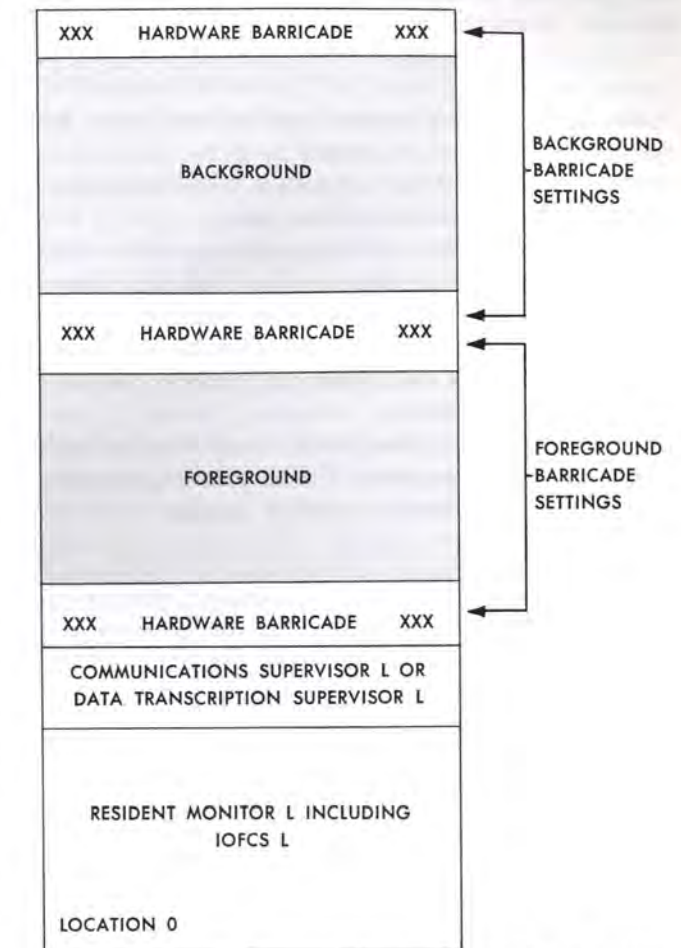 XXX HARDWARE BARRICADE XXX
BACKGROUND
BACKGROUND
BARRICADE
SETTINGS
XXX HARDWARE BARRICADE XXX
FOREGROUND
FOREGROUND
BARRICADE
SETTINGS
XXX HARDWARE BARRICADE XXX
COMMUNICATIONS SUPERVISOR L OR
DATA TRANSCRIPTION SUPERVISOR L
RESIDENT MONITOR L INCLUDING
IOFCS L
LOCATION 0